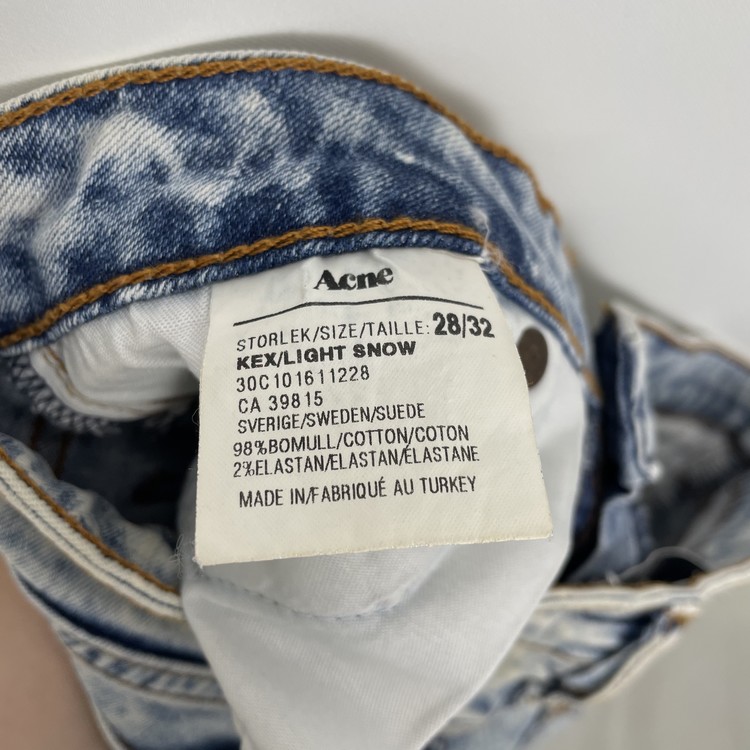 Acne
STORLEK/SIZE/TAILLE: 28/32
KEX/LIGHT SNOW
30C101611228
CA 39815
SVERIGE/SWEDEN/SUEDE
98%BOMULL/COTTON/COTON
2%ELASTAN/ELASTAN/ÉLASTANE
MADE IN/FABRIQUÉ AU TURKEY